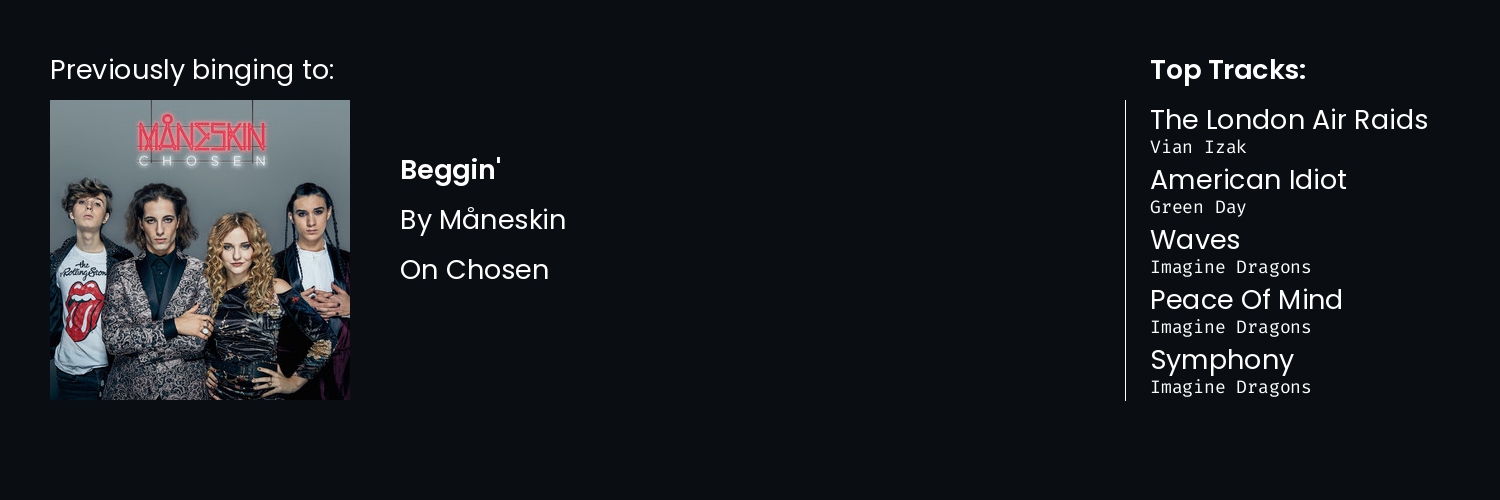 Previously binging to:
MÅNESKIN
CHOSEN
the
Rolling Stones
Beggin'
By Måneskin
On Chosen
Top Tracks:
The London Air Raids
Vian Izak
American Idiot
Green Day
Waves
Imagine Dragons
Peace Of Mind
Imagine Dragons
Symphony
Imagine Dragons